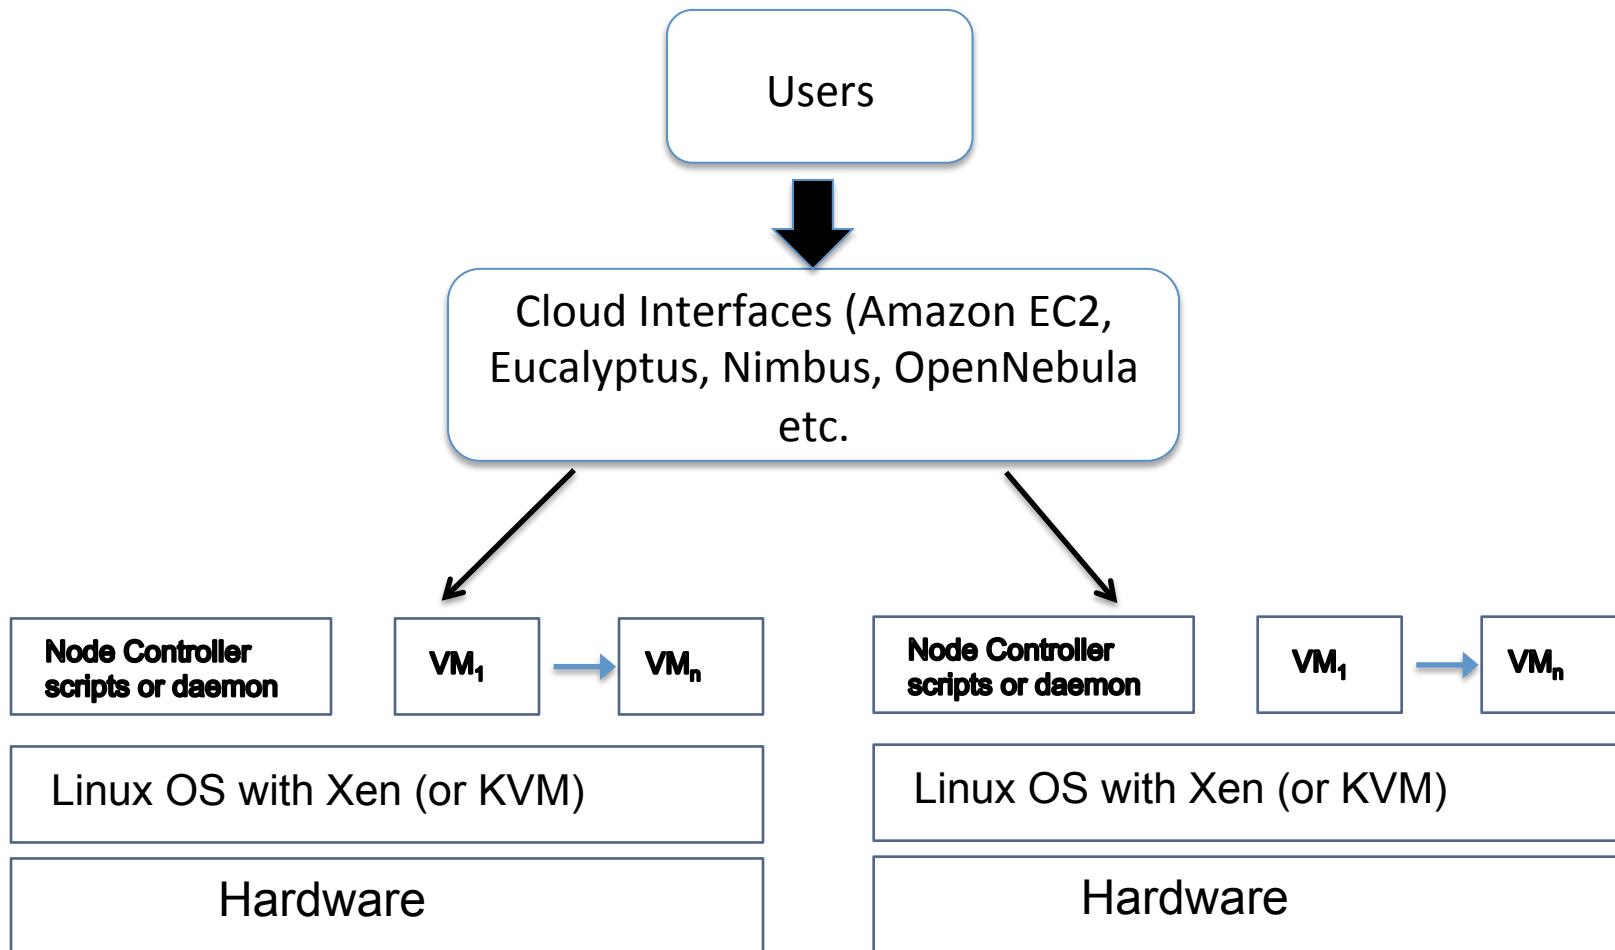 Users
Cloud Interfaces (Amazon EC2,
Eucalyptus, Nimbus, OpenNebula
etc.
Node Controller
scripts or daemon
VM₁
VMₙ
Linux OS with Xen (or KVM)
Hardware
Node Controller
scripts or daemon
VM₁
VMₙ
Linux OS with Xen (or KVM)
Hardware